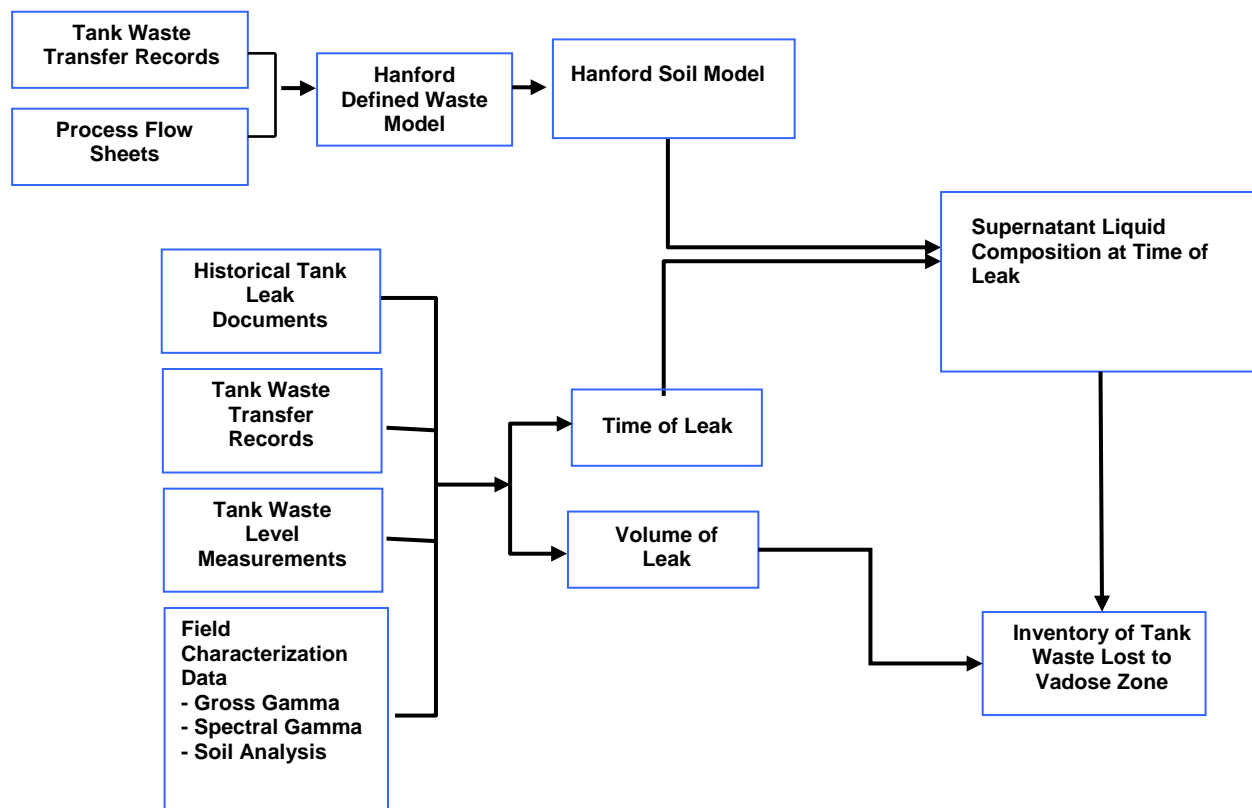 Tank Waste
Transfer Records
Process Flow
Sheets
Hanford
Defined Waste
Model
Hanford Soil Model
Supernatant Liquid
Composition at Time of
Leak
Historical Tank
Leak
Documents
Tank Waste
Transfer
Records
Tank Waste
Level
Measurements
Field
Characterization
Data
- Gross Gamma
- Spectral Gamma
- Soil Analysis
Time of Leak
Volume of
Leak
Inventory of Tank
Waste Lost to
Vadose Zone